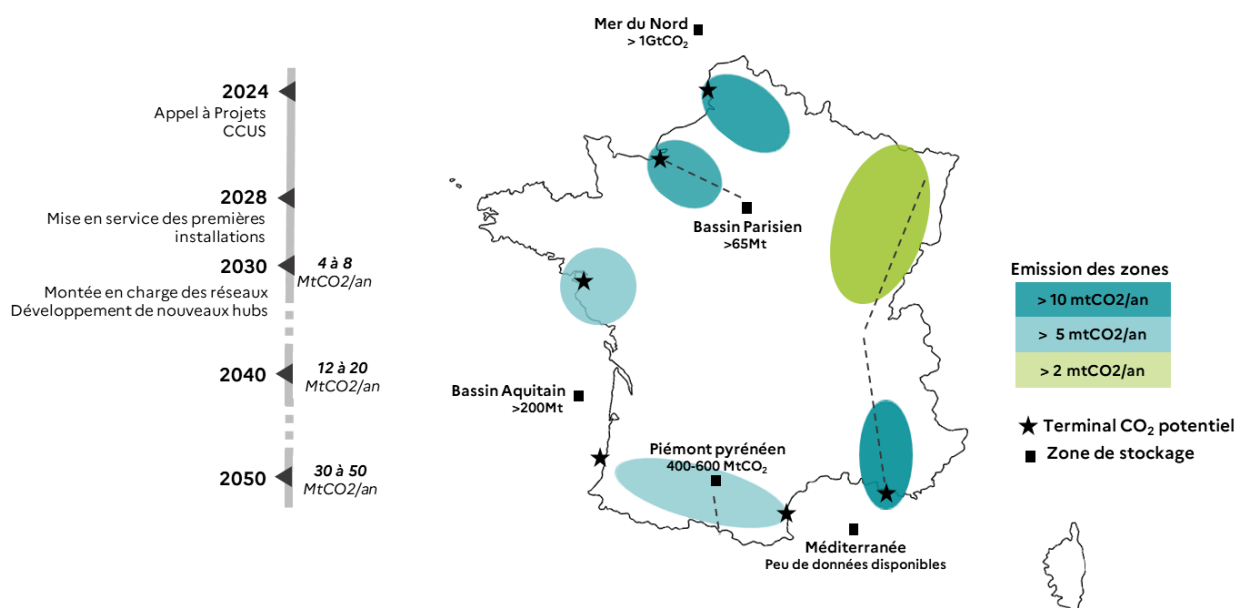 2024
Appel à Projets
CCUS
2028
Mise en service des premières
installations
2030
4 à 8
MtCO2/an
Montée en charge des réseaux
Développement de nouveaux hubs
2040
12 à 20
MtCO2/an
2050
30 à 50
MtCO2/an
Mer du Nord
> 1GtCO₂
Bassin Parisien
>65Mt
Bassin Aquitain
>200Mt
Piémont pyrénéen
400-600 MtCO₂
Méditerranée
Peu de données disponibles
Emission des zones
> 10 mtCO2/an
> 5 mtCO2/an
> 2 mtCO2/an
Terminal CO₂ potentiel
Zone de stockage